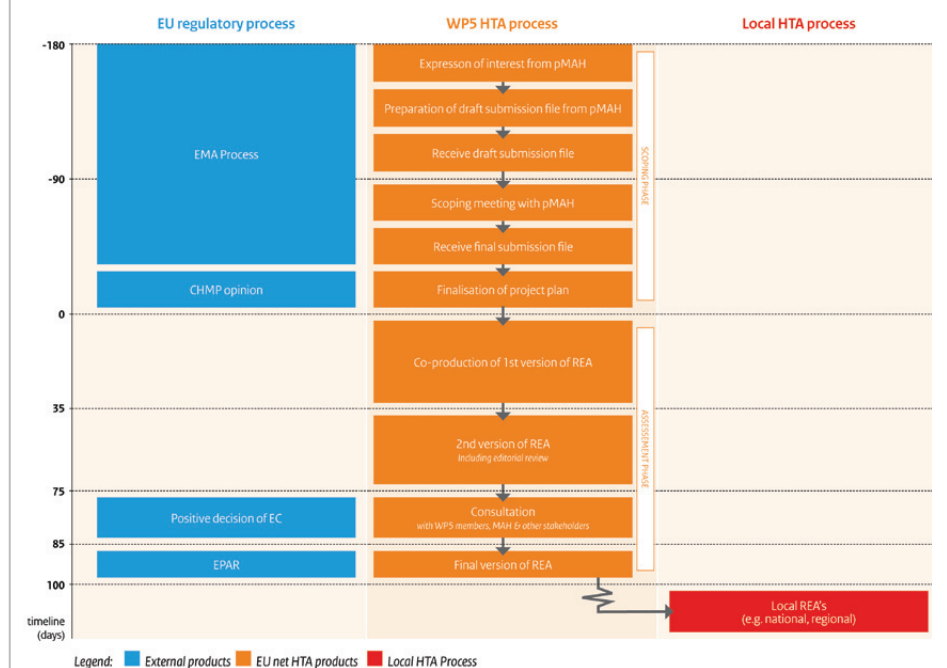 EU regulatory process
WP5 HTA process
Local HTA process
-180
-90
0
35
75
85
100
timeline
(days)
EMA Process
CHMP opinion
Positive decision of EC
EPAR
Expresson of interest from pMAH
Preparation of draft submission file from pMAH
Receive draft submission file
Scoping meeting with pMAH
Receive final submission file
Finalisation of project plan
SCOPING PHASE
Co-production of 1st version of REA
2nd version of REA
Including editorial review
Consultation
with WP5 members, MAH & other stakeholders
Final version of REA
ASSESSEMENT PHASE
Local REA's
(e.g. national, regional)
Legend: External products EU net HTA products Local HTA Process